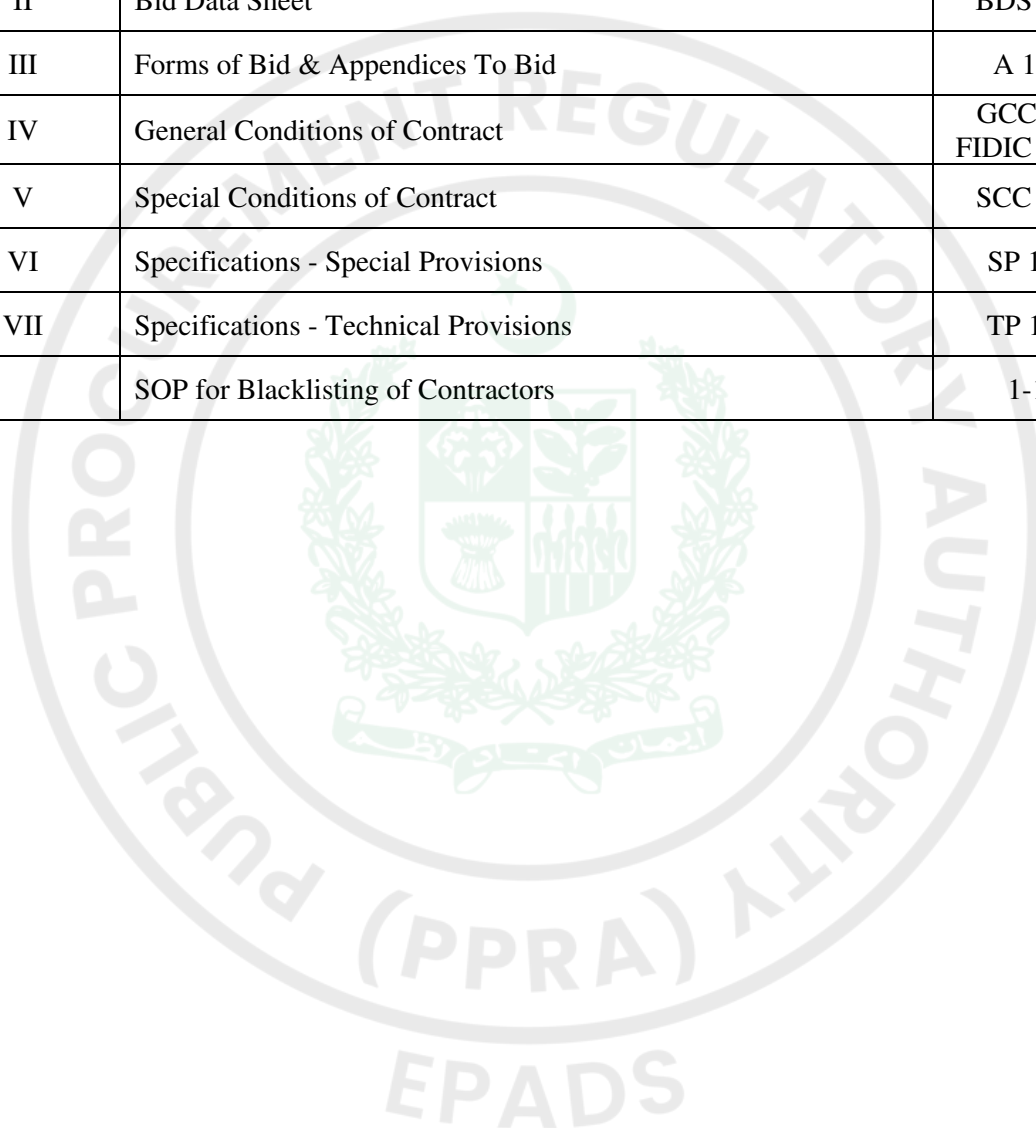 II Bid Data Sheet BDS
III Forms of Bid & Appendices To Bid A 1
IV General Conditions of Contract GCC
FIDIC
V Special Conditions of Contract SCC
VI Specifications - Special Provisions SP 1
VII Specifications - Technical Provisions TP 1
SOP for Blacklisting of Contractors 1-
PUBLIC PROCUREMENT REGULATORY AUTHORITY
(PPRA)
EPADS